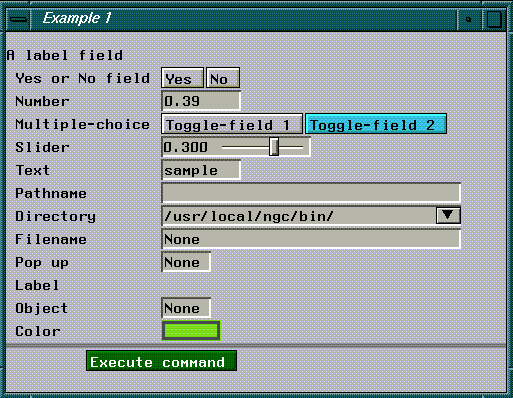 Example 1
A label field
Yes or No field Yes No
Number 0.39
Multiple-choice Toggle-field 1 Toggle-field 2
Slider 0.300
Text sample
Pathname
Directory /usr/local/ngc/bin/
Filename None
Pop up None
Label
Object None
Color
Execute command